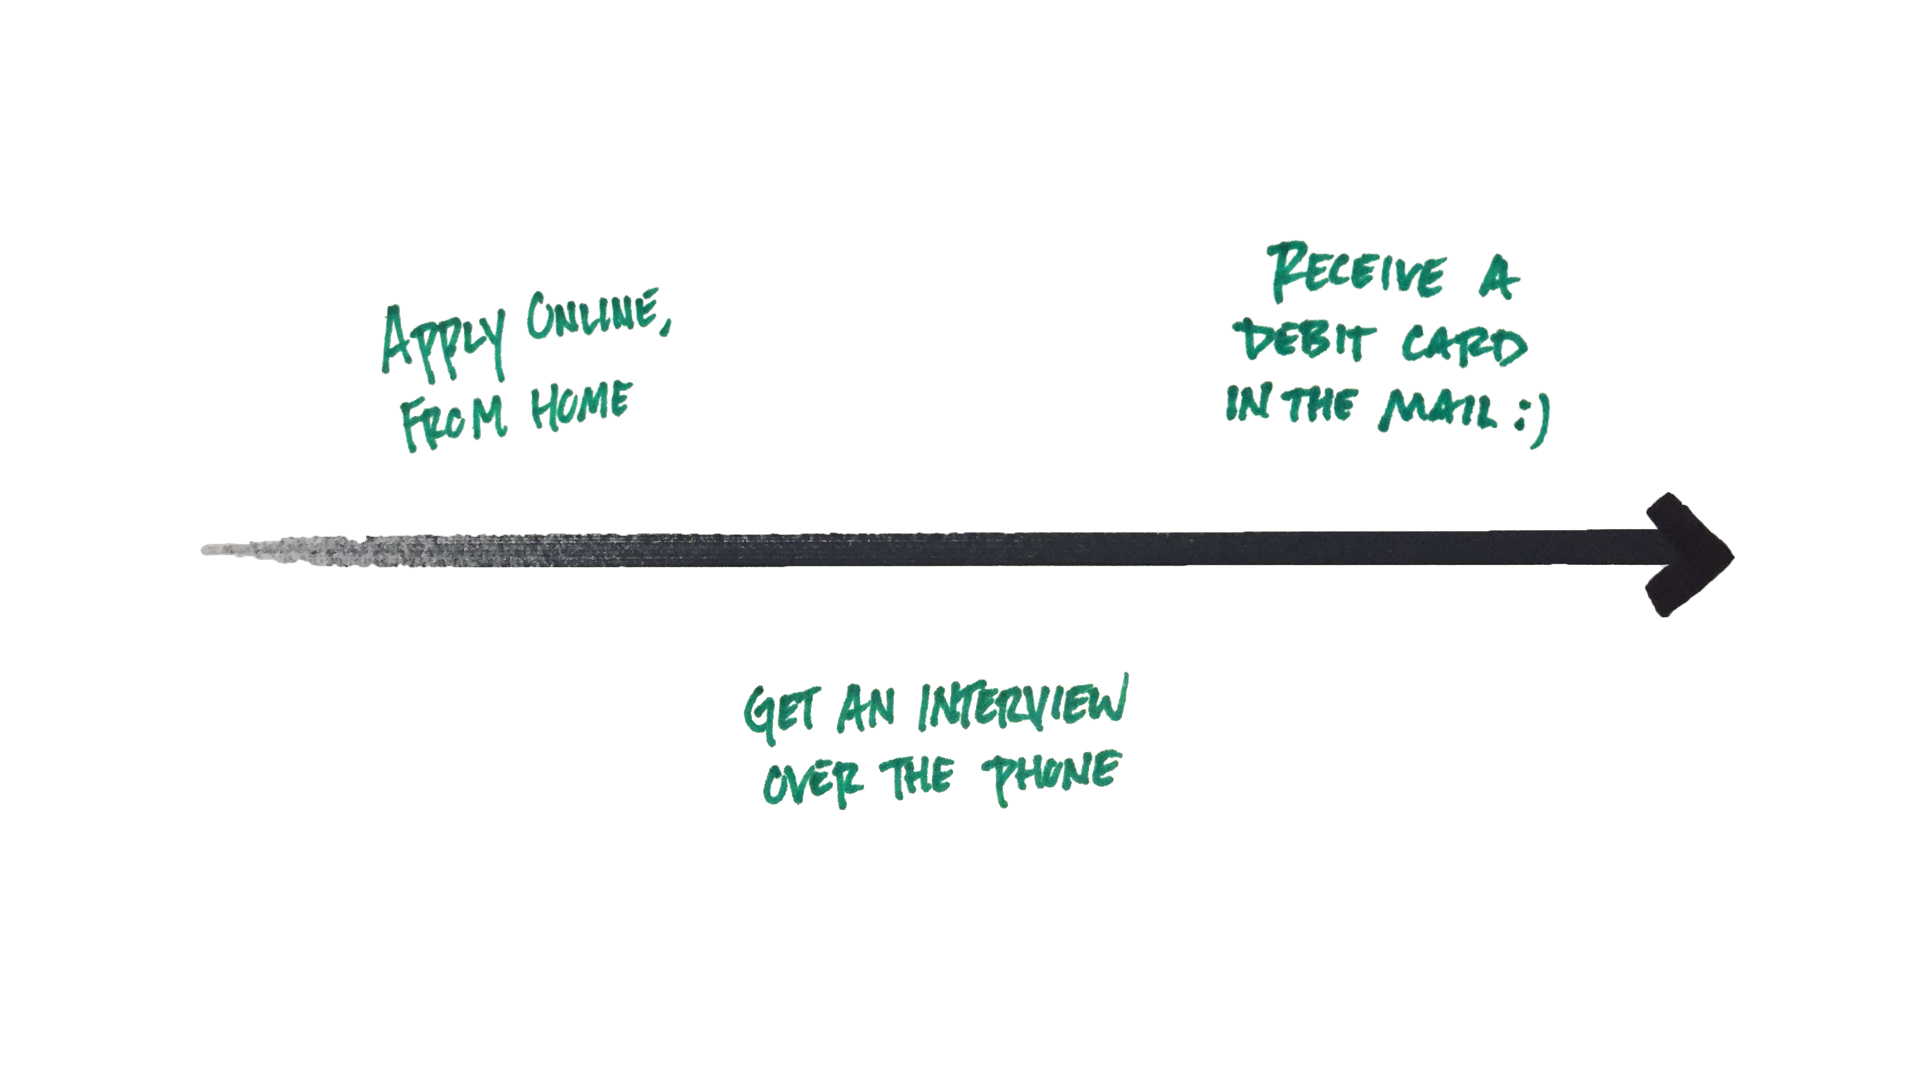 APPLY ONLINE,
FROM HOME
GET AN INTERVIEW
OVER THE PHONE
RECEIVE A
DEBIT CARD
IN THE MAIL :)